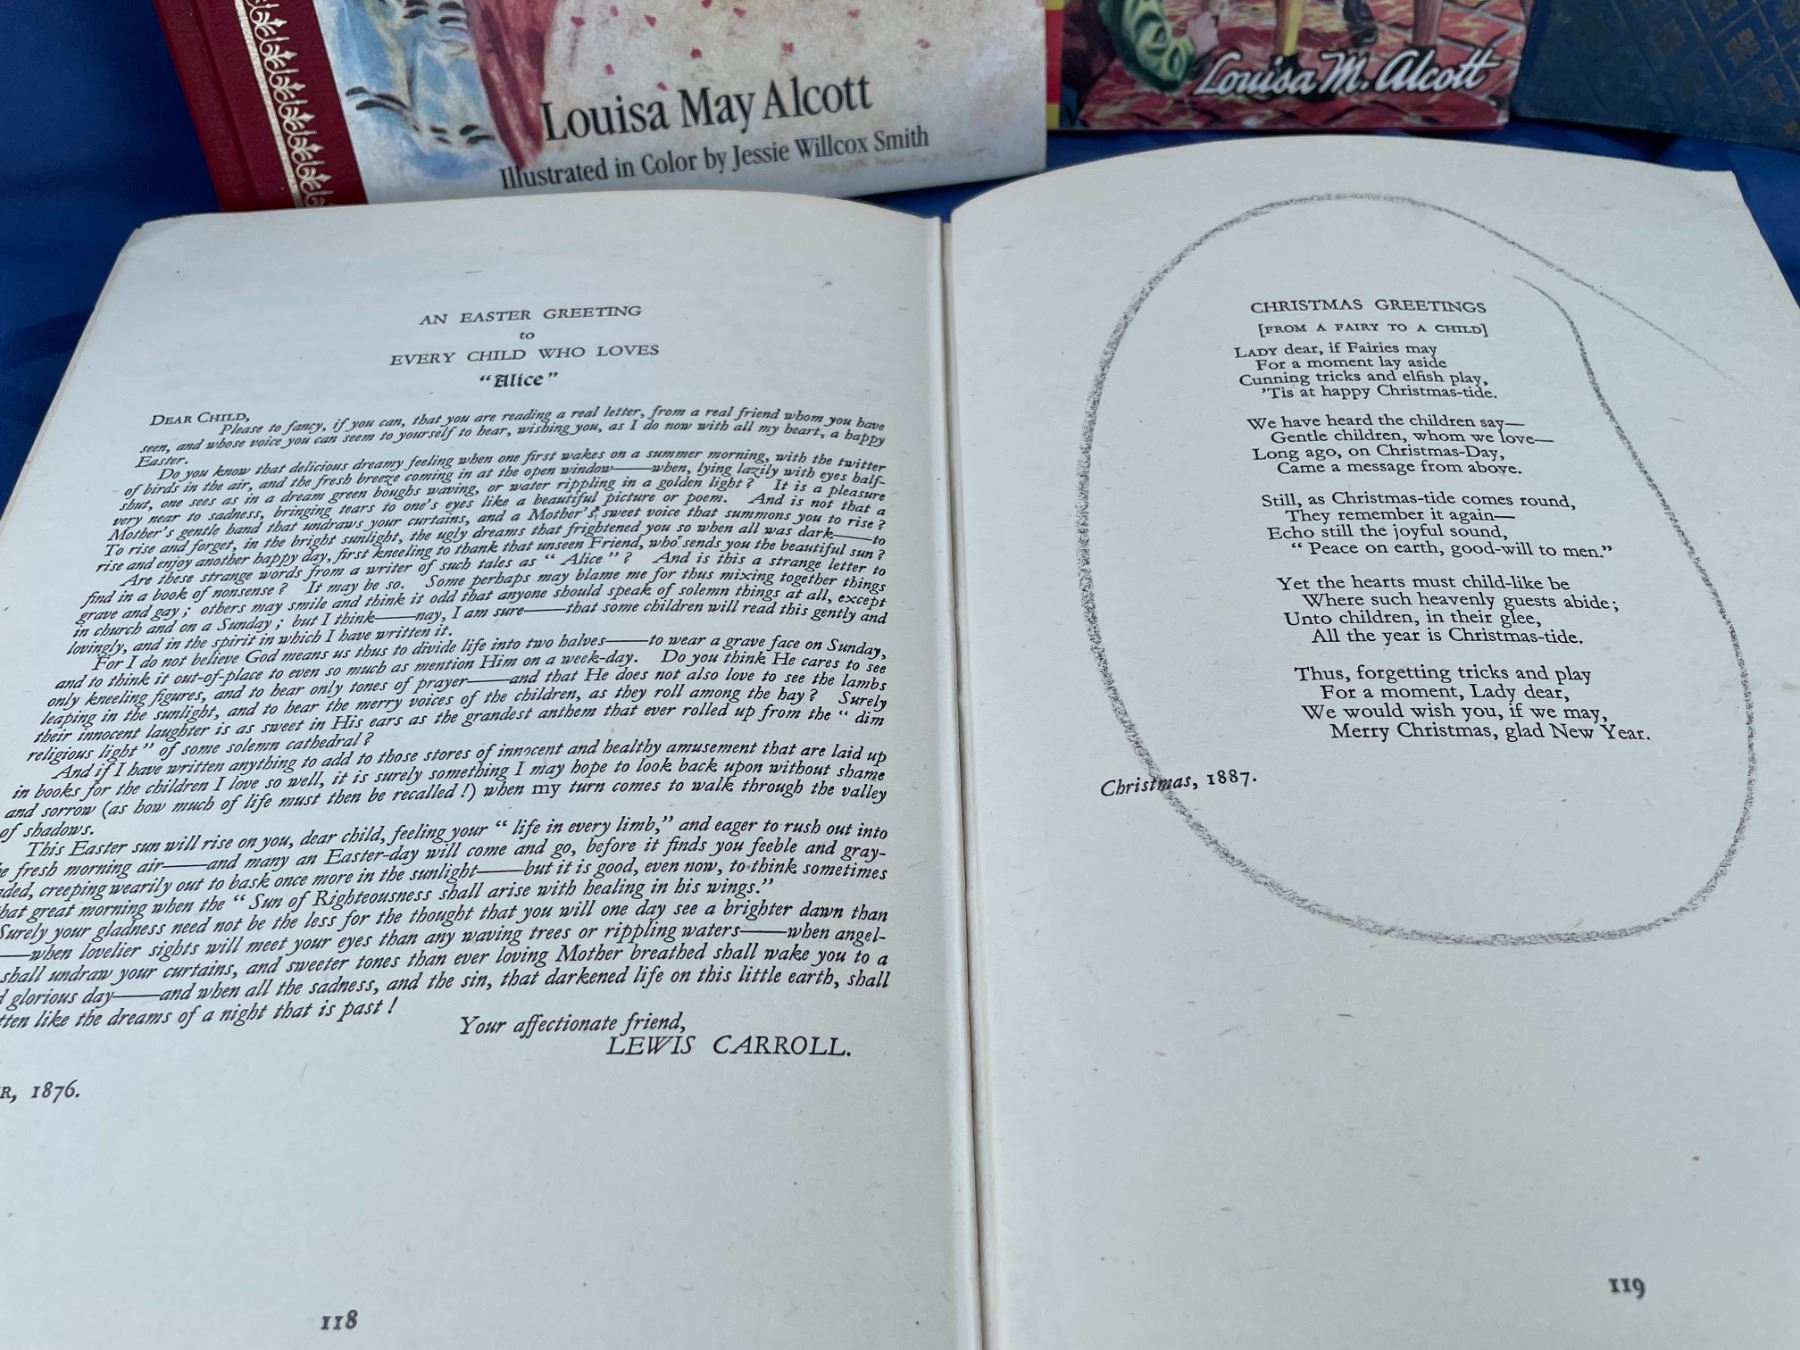 Louisa May Alcott
Illustrated in Color by Jessie Willcox Smith
Louisa M. Alcott
AN EASTER GREETING
to
EVERY CHILD WHO LOVES
"Alice"
DEAR CHILD,
Please to fancy, if you can, that you are reading a real letter, from a real friend whom you have
seen, and whose voice you can seem to yourself to hear, wishing you, as I do now with all my heart, a happy
Easter.
Do you know that delicious dreamy feeling when one first wakes on a summer morning, with the twitter
of birds in the air, and the fresh breeze coming in at the open window——when, lying lazily with eyes half-
shut, one sees as in a dream green boughs waving, or water rippling in a golden light? It is a pleasure
very near to sadness, bringing tears to one's eyes like a beautiful picture or poem. And is not that a
Mother's gentle hand that undraws your curtains, and a Mother's sweet voice that summons you to rise?
To rise and forget, in the bright sunlight, the ugly dreams that frightened you so when all was dark——to
rise and enjoy another happy day, first kneeling to thank that unseen Friend, who sends you the beautiful sun?
Are these strange words from a writer of such tales as "Alice"? And is this a strange letter to
find in a book of nonsense? It may be so. Some perhaps may blame me for thus mixing together things
grave and gay; others may smile and think it odd that anyone should speak of solemn things at all, except
in church and on a Sunday; but I think——nay, I am sure——that some children will read this gently and
lovingly, and in the spirit in which I have written it.
For I do not believe God means us thus to divide life into two halves——to wear a grave face on Sunday,
and to think it out-of-place to even so much as mention Him on a week-day. Do you think He cares to see
only kneeling figures, and to hear only tones of prayer——and that He does not also love to see the lambs
leaping in the sunlight, and to hear the merry voices of the children, as they roll among the hay? Surely
their innocent laughter is as sweet in His ears as the grandest anthem that ever rolled up from the "dim
religious light" of some solemn cathedral?
And if I have written anything to add to those stores of innocent and healthy amusement that are laid up
in books for the children I love so well, it is surely something I may hope to look back upon without shame
and sorrow (as how much of life must then be recalled!) when my turn comes to walk through the valley
of shadows.
This Easter sun will rise on you, dear child, feeling your "life in every limb," and eager to rush out into
e fresh morning air——and many an Easter-day will come and go, before it finds you feeble and gray-
ded, creeping wearily out to bask once more in the sunlight——but it is good, even now, to think sometimes
hat great morning when the "Sun of Righteousness shall arise with healing in his wings."
Surely your gladness need not be the less for the thought that you will one day see a brighter dawn than
——when lovelier sights will meet your eyes than any waving trees or rippling waters——when angel-
shall undraw your curtains, and sweeter tones than ever loving Mother breathed shall wake you to a
d glorious day——and when all the sadness, and the sin, that darkened life on this little earth, shall
tten like the dreams of a night that is past!
Your affectionate friend,
LEWIS CARROLL.
R, 1876.
118
CHRISTMAS GREETINGS
[FROM A FAIRY TO A CHILD]
LADY dear, if Fairies may
For a moment lay aside
Cunning tricks and elfish play,
'Tis at happy Christmas-tide.
We have heard the children say—
Gentle children, whom we love—
Long ago, on Christmas-Day,
Came a message from above.
Still, as Christmas-tide comes round,
They remember it again—
Echo still the joyful sound,
"Peace on earth, good-will to men."
Yet the hearts must child-like be
Where such heavenly guests abide;
Unto children, in their glee,
All the year is Christmas-tide.
Thus, forgetting tricks and play
For a moment, Lady dear,
We would wish you, if we may,
Merry Christmas, glad New Year.
Christmas, 1887.
119